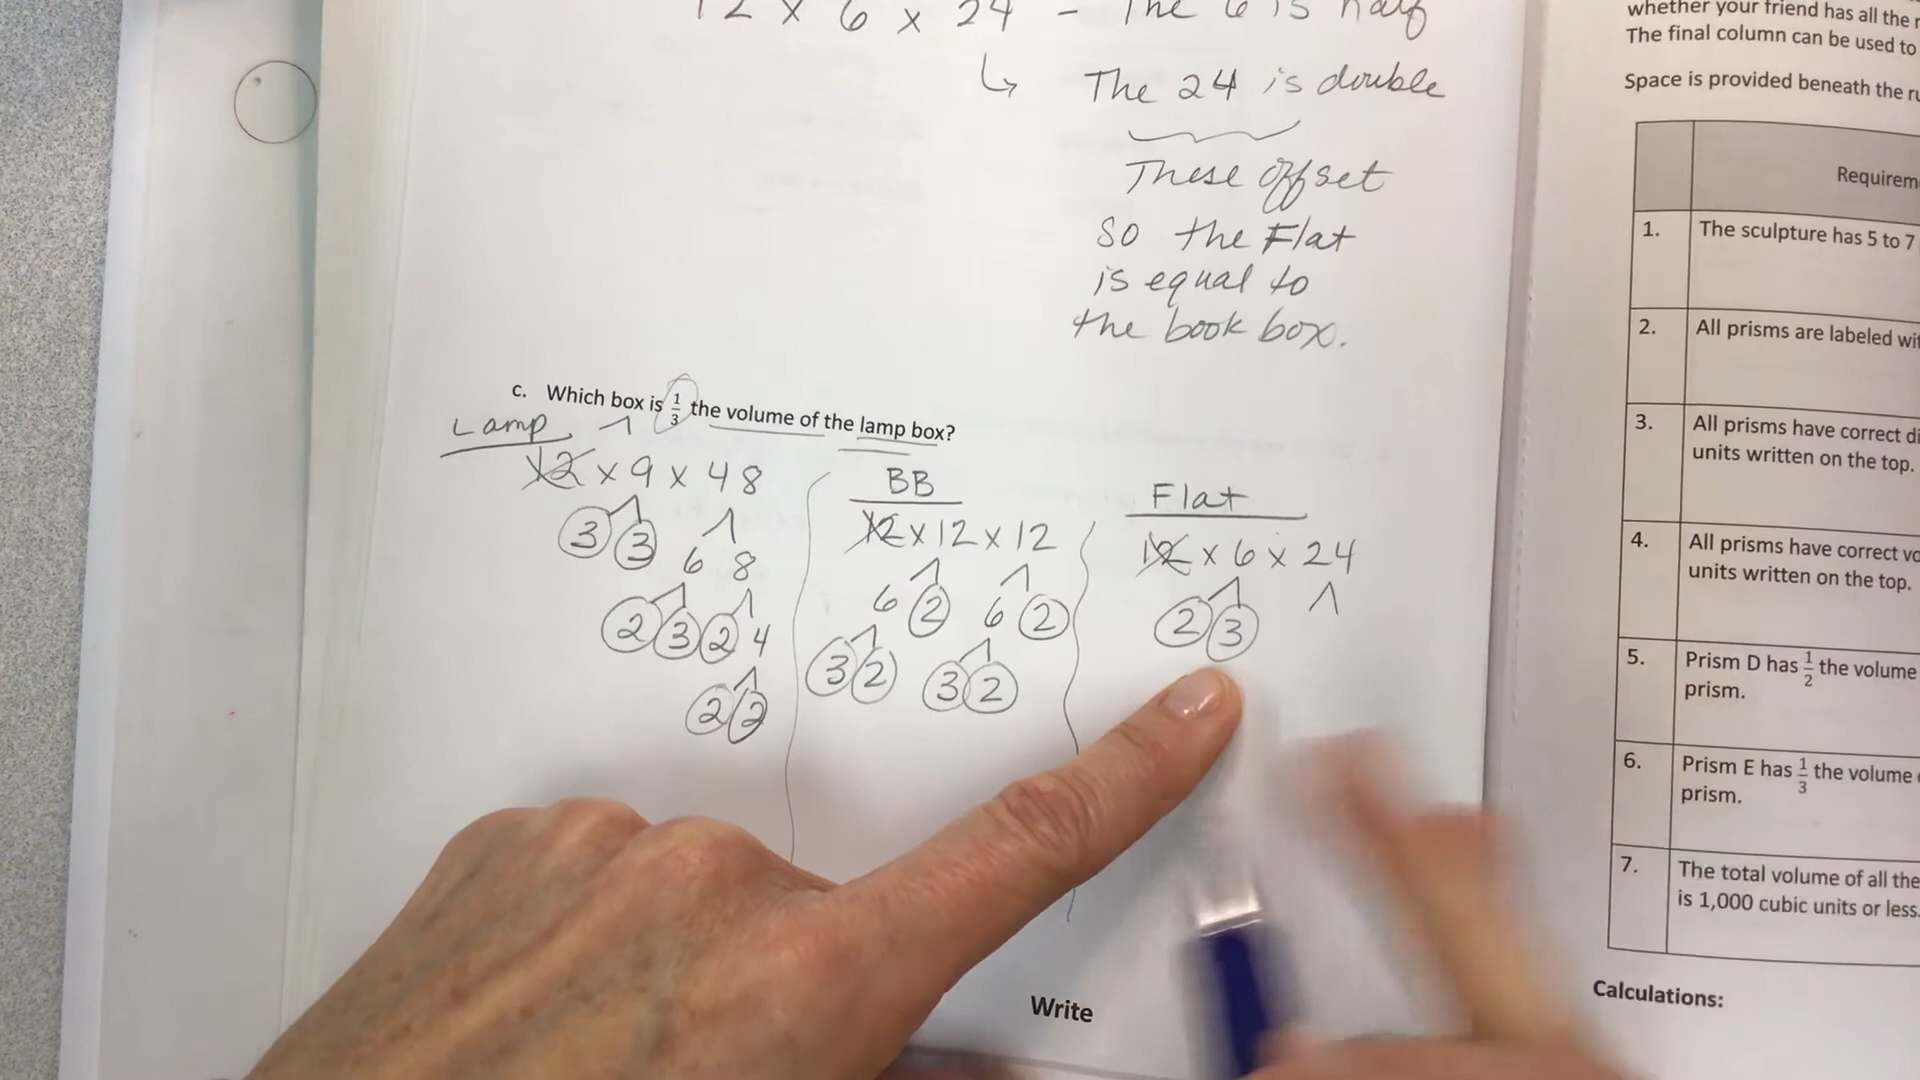 12 x 6 x 24 - The 6 is half
↳ The 24 is double
These offset
so the Flat
is equal to
the book box.
c. Which box is 1/3 the volume of the lamp box?
Lamp
12 x 9 x 48
3 3 6 8
2 3 2 4
2 2
BB
12 x 12 x 12
6 2 6 2
3 2 3 2
Flat
12 x 6 x 24
2 3
Write
whether your friend has all the
The final column can be used to
Space is provided beneath the
1. The sculpture has 5 to 7
2. All prisms are labeled
3. All prisms have correct
units written on the top.
4. All prisms have correct
units written on the top.
5. Prism D has 1/2 the volume
prism.
6. Prism E has 1/3 the volume
prism.
7. The total volume of all the
is 1,000 cubic units or less.
Calculations: